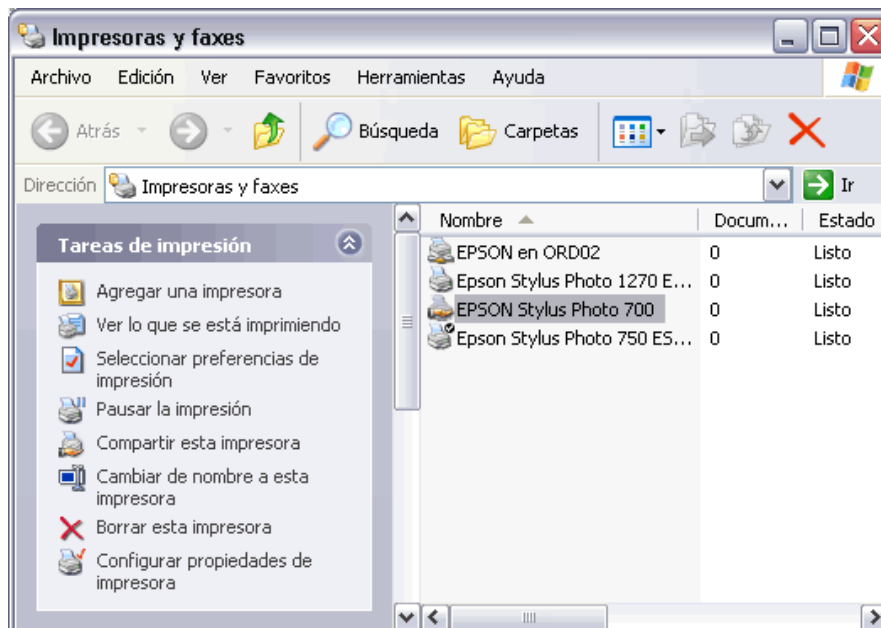 Impresoras y faxes
Archivo Edición Ver Favoritos Herramientas Ayuda
Atrás Búsqueda Carpetas
Dirección Impresoras y faxes Ir
Tareas de impresión
Agregar una impresora
Ver lo que se está imprimiendo
Seleccionar preferencias de
impresión
Pausar la impresión
Compartir esta impresora
Cambiar de nombre a esta
impresora
Borrar esta impresora
Configurar propiedades de
impresora
Nombre Docum... Estado
EPSON en ORD02 0 Listo
Epson Stylus Photo 1270 E... 0 Listo
EPSON Stylus Photo 700 0 Listo
Epson Stylus Photo 750 ES... 0 Listo